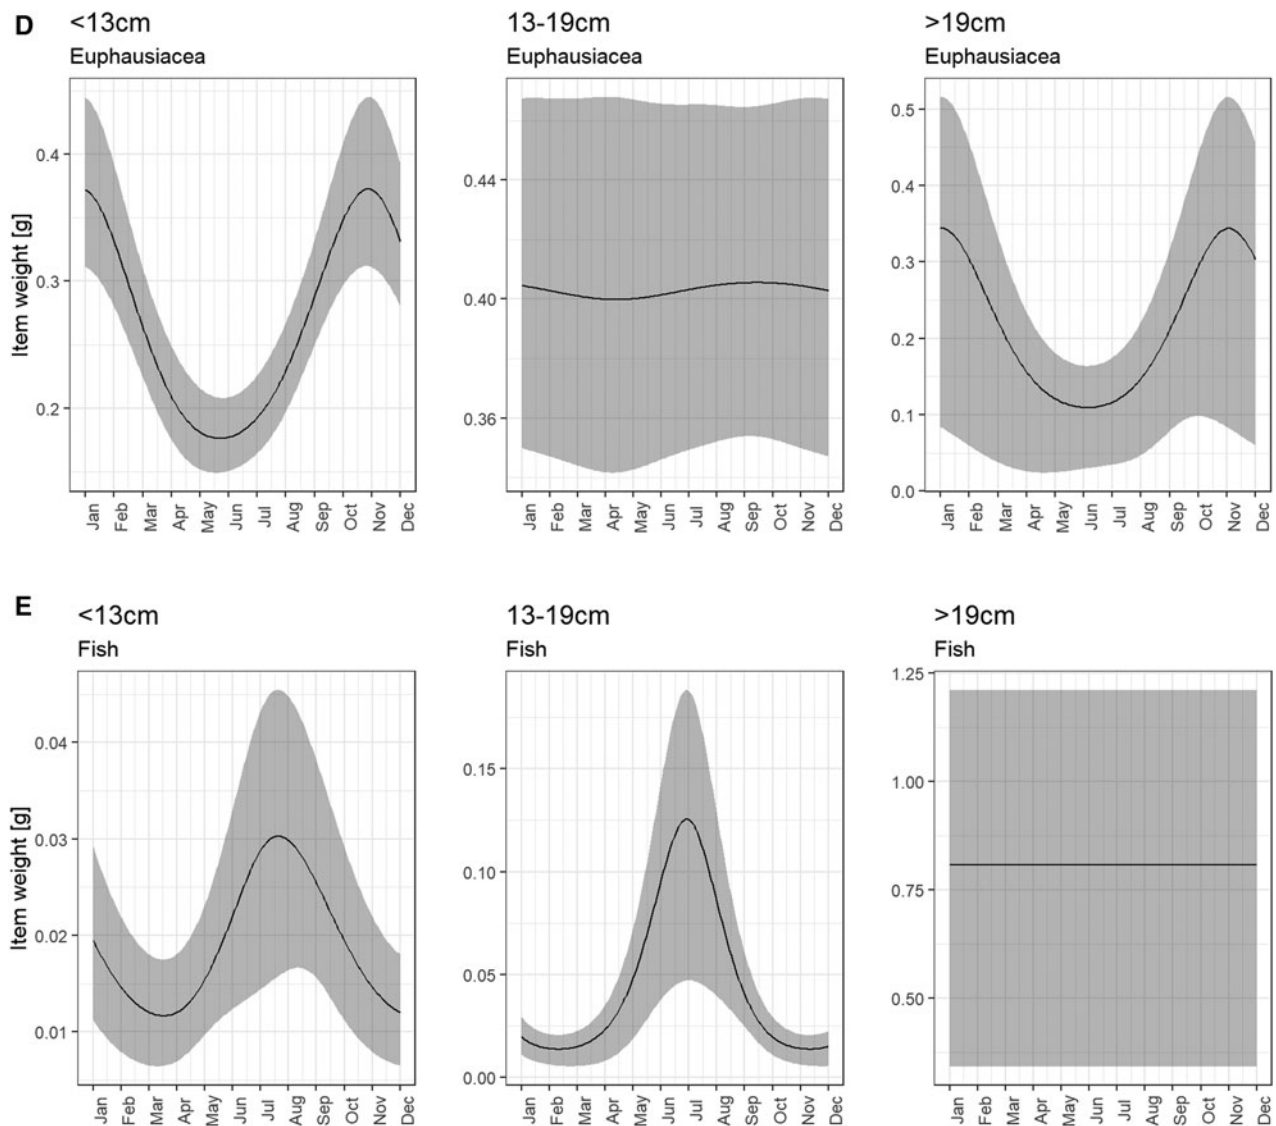 D
<13cm
13-19cm
>19cm
Euphausiacea
Euphausiacea
Euphausiacea
Item weight [g]
0.4
0.3
0.2
0.44
0.40
0.36
0.5
0.4
0.3
0.2
0.1
0.0
Jan Feb Mar Apr May Jun Jul Aug Sep Oct Nov Dec
Jan Feb Mar Apr May Jun Jul Aug Sep Oct Nov Dec
Jan Feb Mar Apr May Jun Jul Aug Sep Oct Nov Dec
E
<13cm
13-19cm
>19cm
Fish
Fish
Fish
Item weight [g]
0.04
0.03
0.02
0.01
0.15
0.10
0.05
0.00
1.25
1.00
0.75
0.50
Jan Feb Mar Apr May Jun Jul Aug Sep Oct Nov Dec
Jan Feb Mar Apr May Jun Jul Aug Sep Oct Nov Dec
Jan Feb Mar Apr May Jun Jul Aug Sep Oct Nov Dec